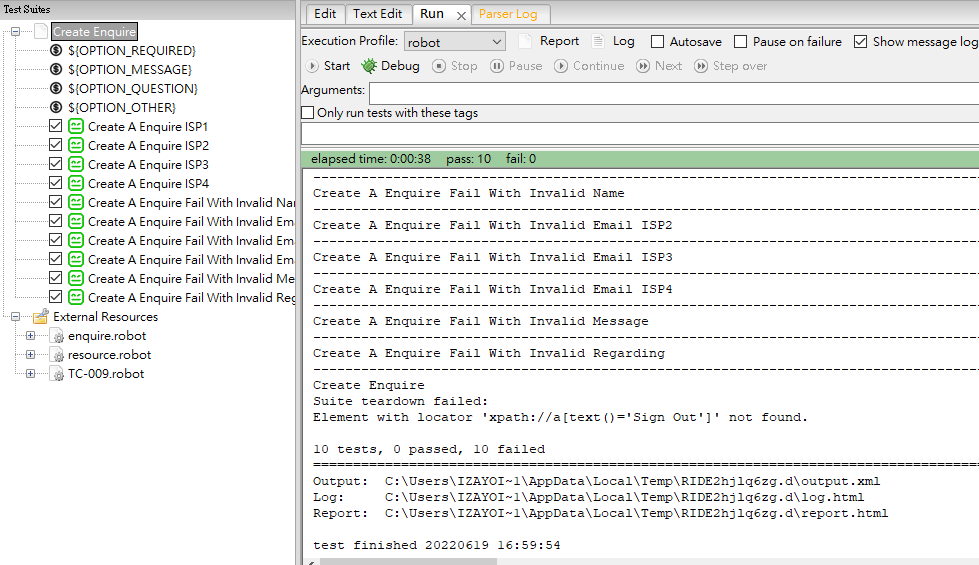 Test Suites
Create Enquire
${OPTION_REQUIRED}
${OPTION_MESSAGE}
${OPTION_QUESTION}
${OPTION_OTHER}
Create A Enquire ISP1
Create A Enquire ISP2
Create A Enquire ISP3
Create A Enquire ISP4
Create A Enquire Fail With Invalid Nar
Create A Enquire Fail With Invalid Em
Create A Enquire Fail With Invalid Em
Create A Enquire Fail With Invalid Em
Create A Enquire Fail With Invalid Me
Create A Enquire Fail With Invalid Reg
External Resources
enquire.robot
resource.robot
TC-009.robot
Edit Text Edit Run Parser Log
Execution Profile: robot Report Log Autosave Pause on failure Show message log
Start Debug Stop Pause Continue Next Step over
Arguments:
Only run tests with these tags
elapsed time: 0:00:38 pass: 10 fail: 0
------------------------------------------------------------------------------
Create A Enquire Fail With Invalid Name
------------------------------------------------------------------------------
Create A Enquire Fail With Invalid Email ISP2
------------------------------------------------------------------------------
Create A Enquire Fail With Invalid Email ISP3
------------------------------------------------------------------------------
Create A Enquire Fail With Invalid Email ISP4
------------------------------------------------------------------------------
Create A Enquire Fail With Invalid Message
------------------------------------------------------------------------------
Create A Enquire Fail With Invalid Regarding
------------------------------------------------------------------------------
Create Enquire
Suite teardown failed:
Element with locator 'xpath://a[text()='Sign Out']' not found.
10 tests, 0 passed, 10 failed
==============================================================================
Output:  C:\Users\IZAYOI~1\AppData\Local\Temp\RIDE2hjlq6zg.d\output.xml
Log:     C:\Users\IZAYOI~1\AppData\Local\Temp\RIDE2hjlq6zg.d\log.html
Report:  C:\Users\IZAYOI~1\AppData\Local\Temp\RIDE2hjlq6zg.d\report.html
test finished 20220619 16:59:54